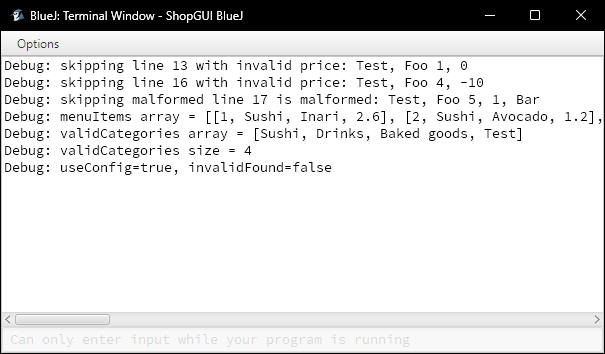 BlueJ: Terminal Window - ShopGUI BlueJ
Options
Debug: skipping line 13 with invalid price: Test, Foo 1, 0
Debug: skipping line 16 with invalid price: Test, Foo 4, -10
Debug: skipping malformed line 17 is malformed: Test, Foo 5, 1, Bar
Debug: menuItems array = [[1, Sushi, Inari, 2.6], [2, Sushi, Avocado, 1.2],
Debug: validCategories array = [Sushi, Drinks, Baked goods, Test]
Debug: validCategories size = 4
Debug: useConfig=true, invalidFound=false
Can only enter input while your program is running